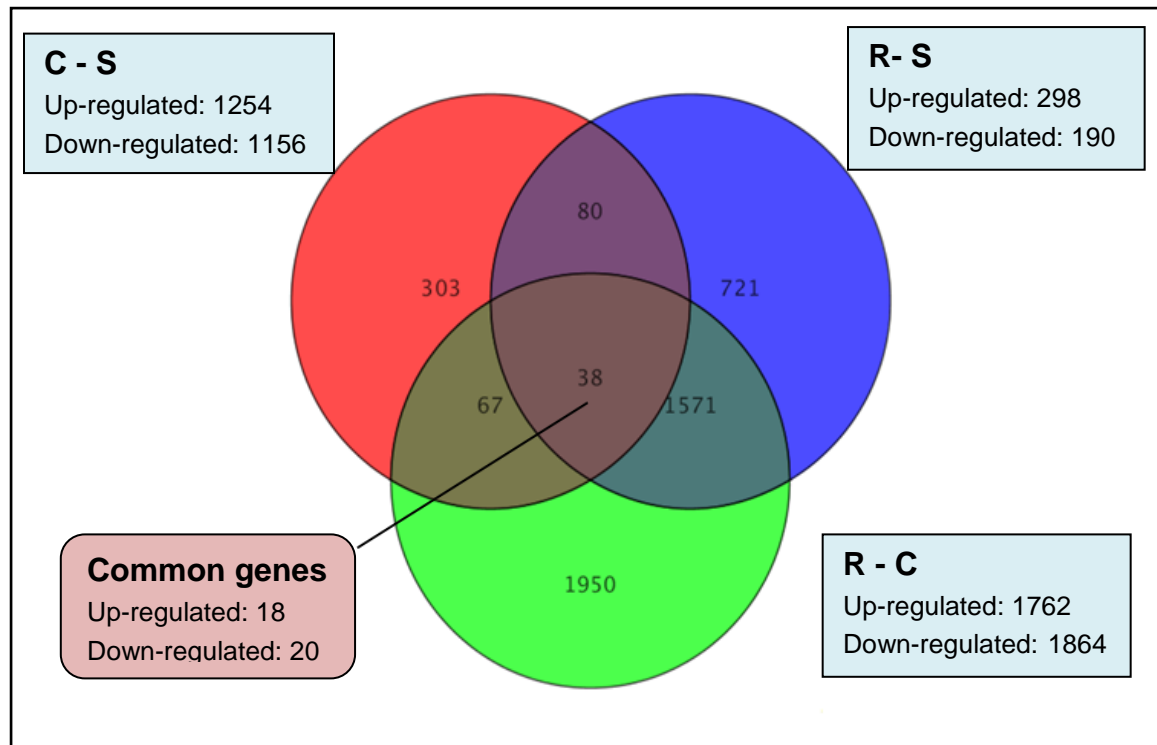 C - S
Up-regulated: 1254
Down-regulated: 1156
R- S
Up-regulated: 298
Down-regulated: 190
80
303
721
38
67
1571
1950
Common genes
Up-regulated: 18
Down-regulated: 20
R - C
Up-regulated: 1762
Down-regulated: 1864